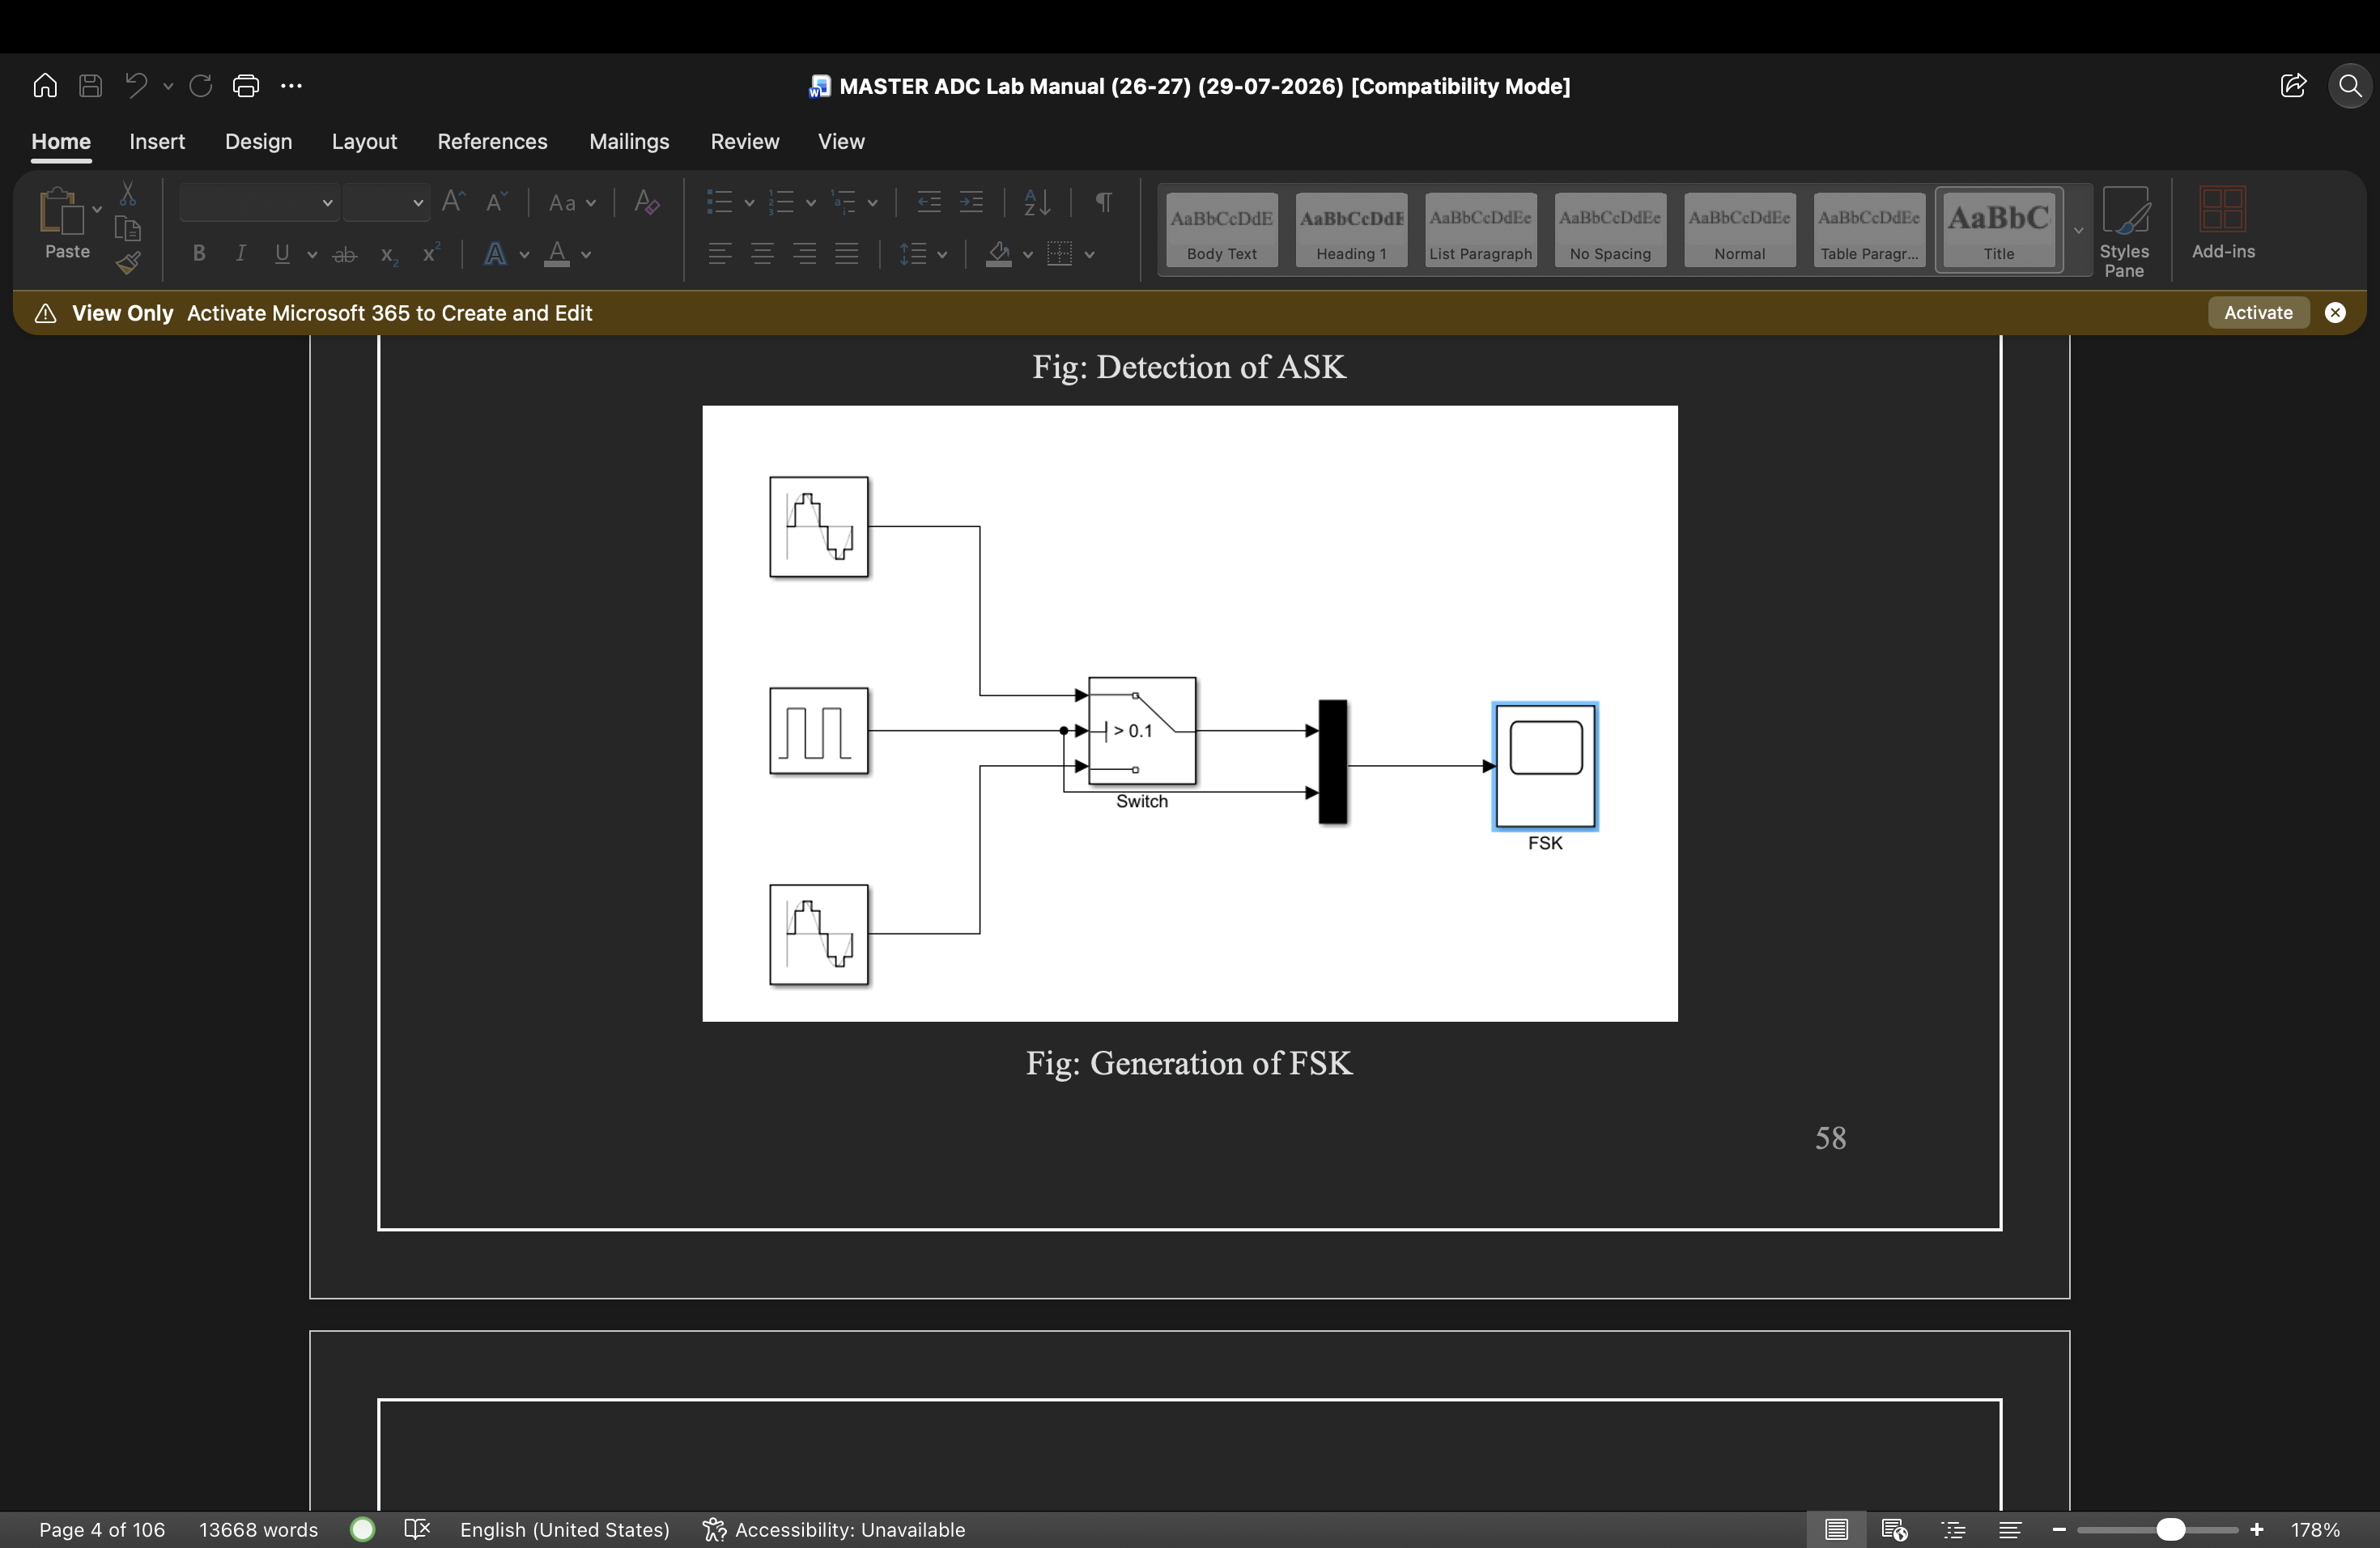 MASTER ADC Lab Manual (26-27) (29-07-2026) [Compatibility Mode]
Home Insert Design Layout References Mailings Review View
Paste
AaBbCcDdE AaBbCcDdE AaBbCcDdEe AaBbCcDdEe AaBbCcDdEe AaBbCcDdEe AaBbC
Body Text Heading 1 List Paragraph No Spacing Normal Table Paragr... Title
Styles Pane
Add-ins
View Only Activate Microsoft 365 to Create and Edit Activate
Fig: Detection of ASK
> 0.1
Switch
FSK
Fig: Generation of FSK
58
Page 4 of 106 13668 words English (United States) Accessibility: Unavailable 178%